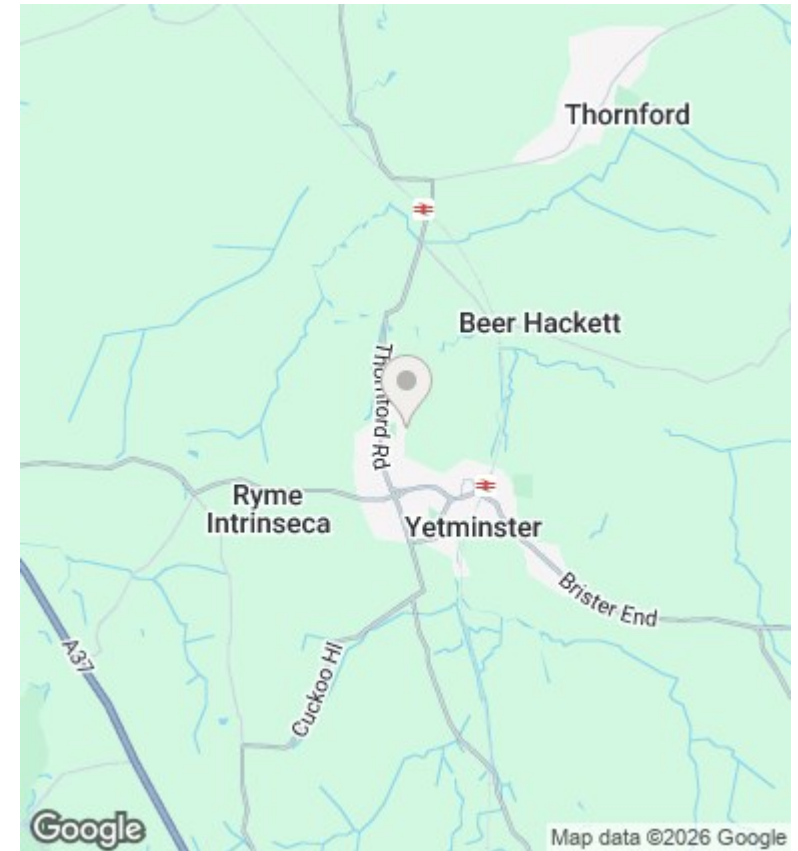 Thornford
Beer Hackett
Thornford Rd
Ryme
Intrinseca
Yetminster
Brister End
A37
Cuckoo Hl
Google
Map data ©2026 Google